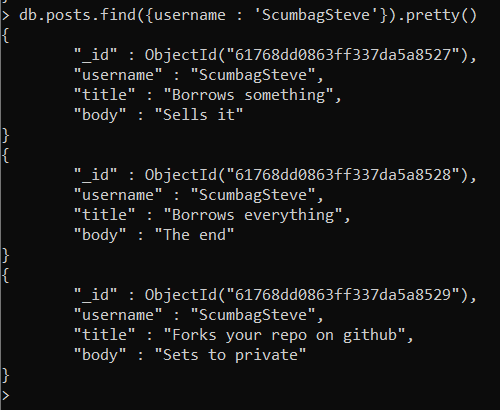 > db.posts.find({username : 'ScumbagSteve'}).pretty()
{
        "_id" : ObjectId("61768dd0863ff337da5a8527"),
        "username" : "ScumbagSteve",
        "title" : "Borrows something",
        "body" : "Sells it"
}
{
        "_id" : ObjectId("61768dd0863ff337da5a8528"),
        "username" : "ScumbagSteve",
        "title" : "Borrows everything",
        "body" : "The end"
}
{
        "_id" : ObjectId("61768dd0863ff337da5a8529"),
        "username" : "ScumbagSteve",
        "title" : "Forks your repo on github",
        "body" : "Sets to private"
}
>